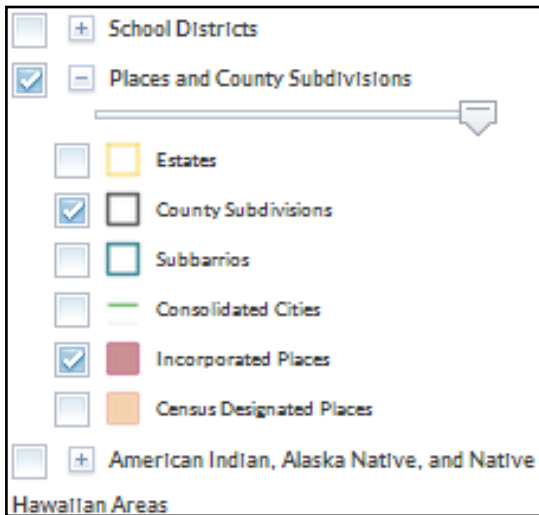 School Districts
Places and County Subdivisions
Estates
County Subdivisions
Subbarrios
Consolidated Cities
Incorporated Places
Census Designated Places
American Indian, Alaska Native, and Native
Hawaiian Areas